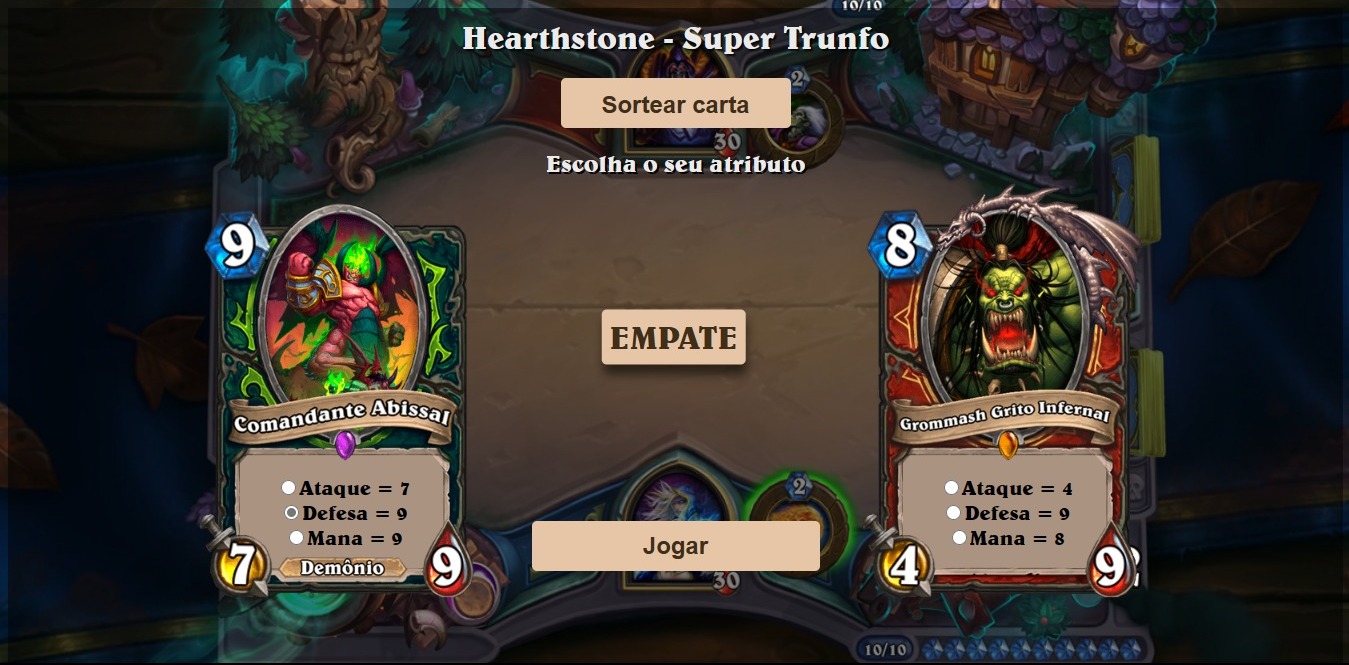 10/10
Hearthstone - Super Trunfo
2
Sortear carta
30
Escolha o seu atributo
9
8
EMPATE
Comandante Abissal
Grommash Grito Infernal
Ataque = 7
Defesa = 9
Mana = 9
Ataque = 4
Defesa = 9
Mana = 8
2
Jogar
7
Demônio
9
4
9
30
10/10